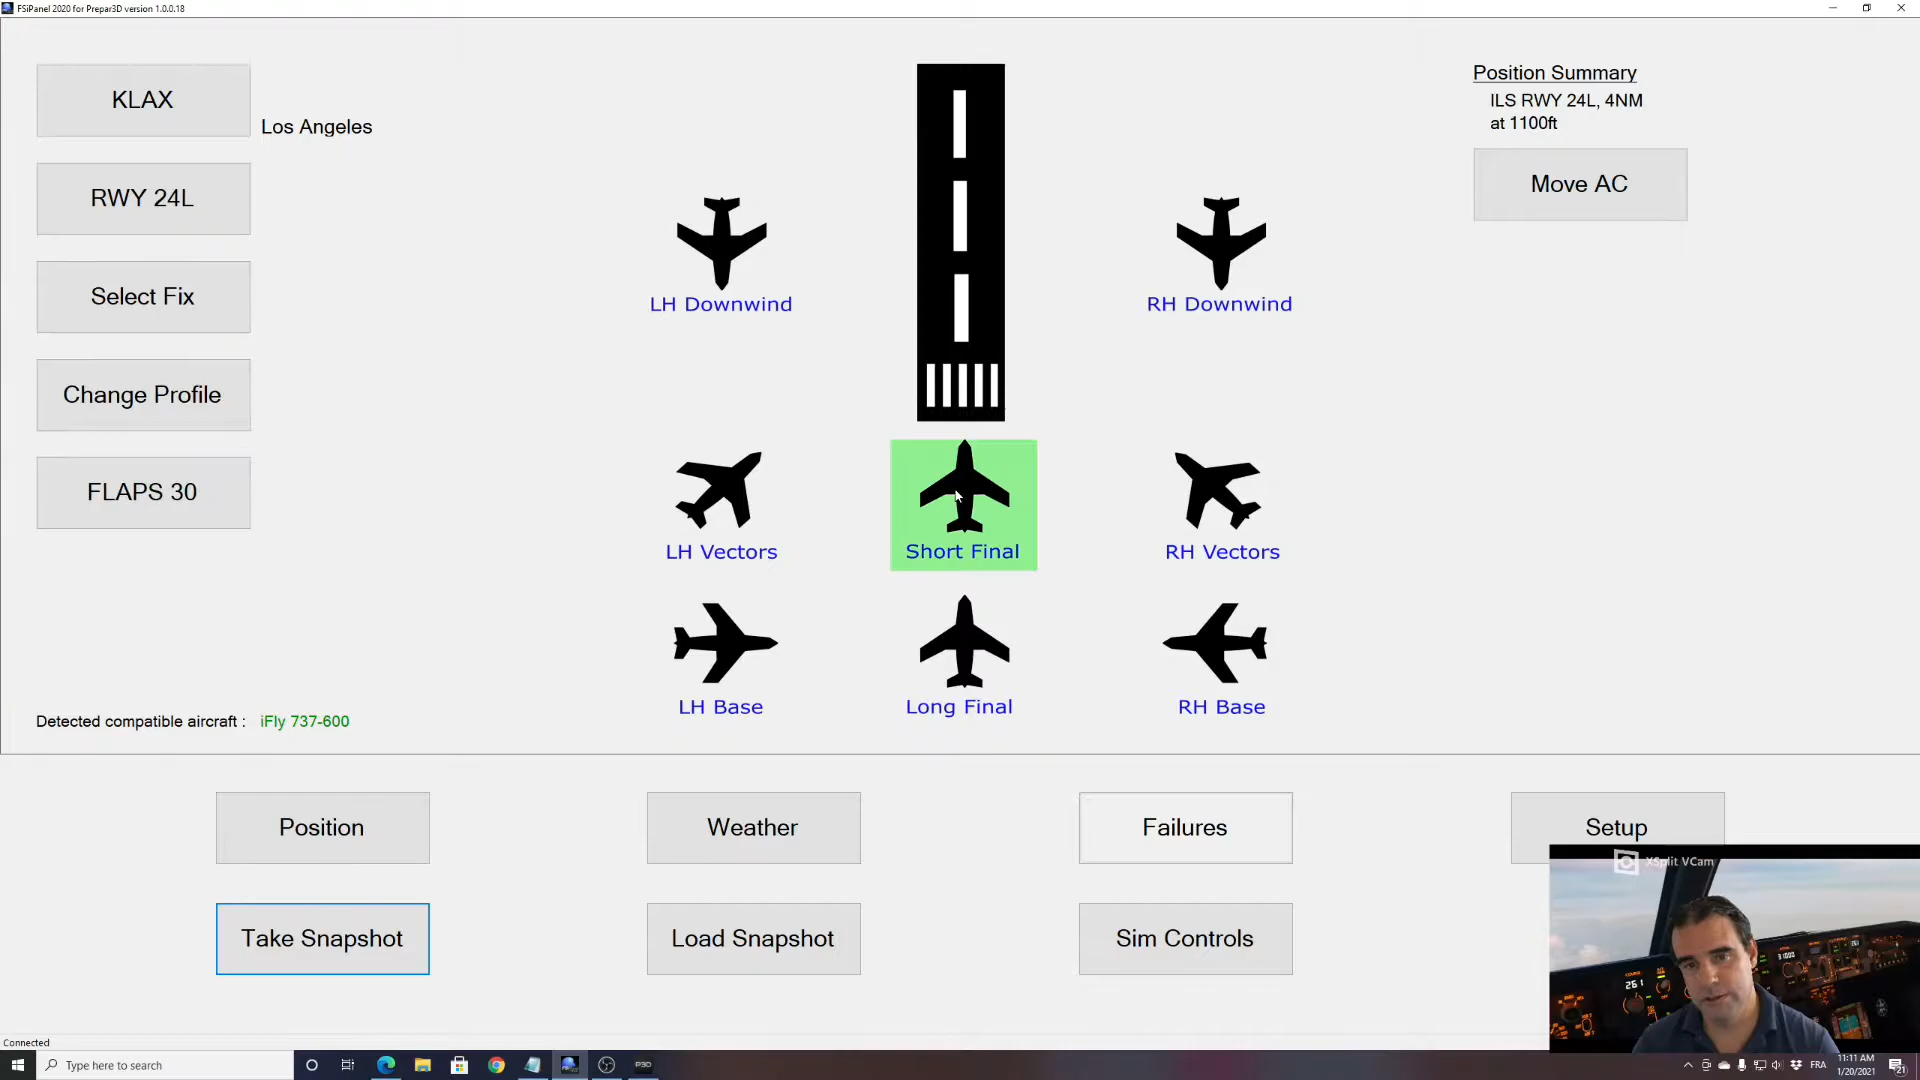 FSiPanel 2020 for Prepar3D version 1.0.0.18
KLAX
Los Angeles
RWY 24L
Select Fix
Change Profile
FLAPS 30
LH Downwind
RH Downwind
LH Vectors
Short Final
RH Vectors
LH Base
Long Final
RH Base
Position Summary
ILS RWY 24L, 4NM
at 1100ft
Move AC
Detected compatible aircraft : iFly 737-600
Position
Weather
Failures
Setup
Take Snapshot
Load Snapshot
Sim Controls
XSplit VCam
COURSE
261
Connected
Type here to search
P3D
FRA
11:11 AM
1/20/2021
21